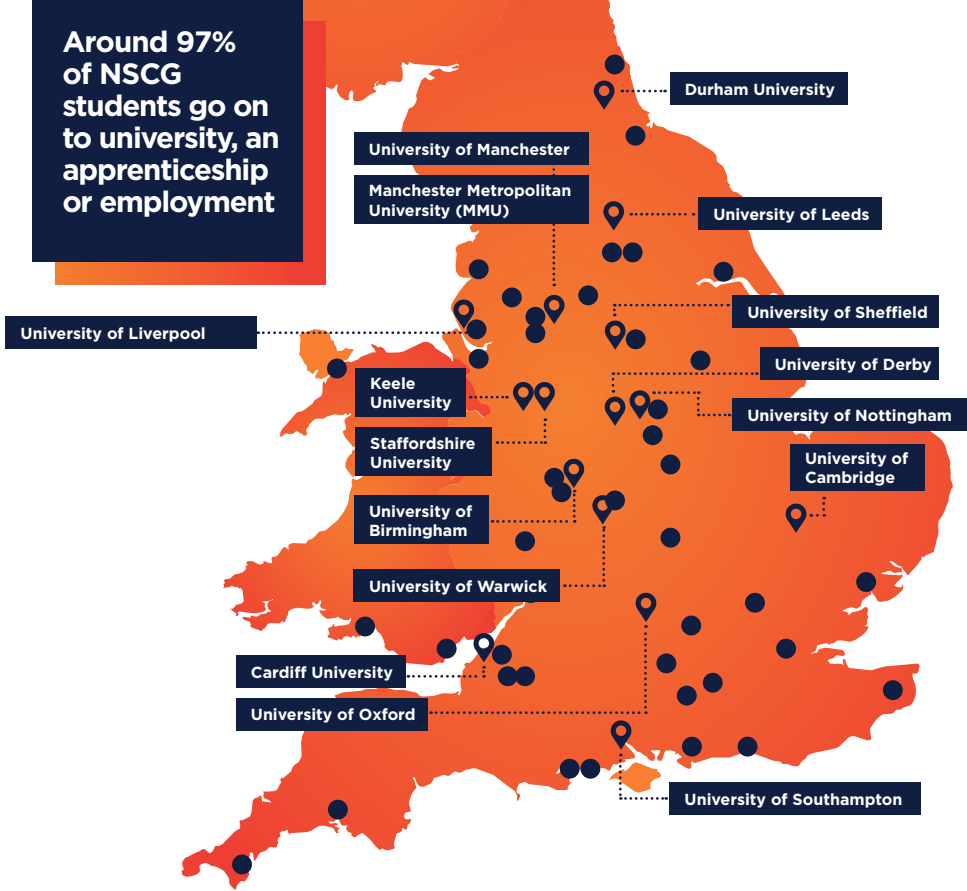 Around 97%
of NSCG
students go on
to university, an
apprenticeship
or employment
Durham University
University of Manchester
Manchester Metropolitan
University (MMU)
University of Leeds
University of Liverpool
University of Sheffield
University of Derby
Keele
University
University of Nottingham
Staffordshire
University
University of
Cambridge
University of
Birmingham
University of Warwick
Cardiff University
University of Oxford
University of Southampton